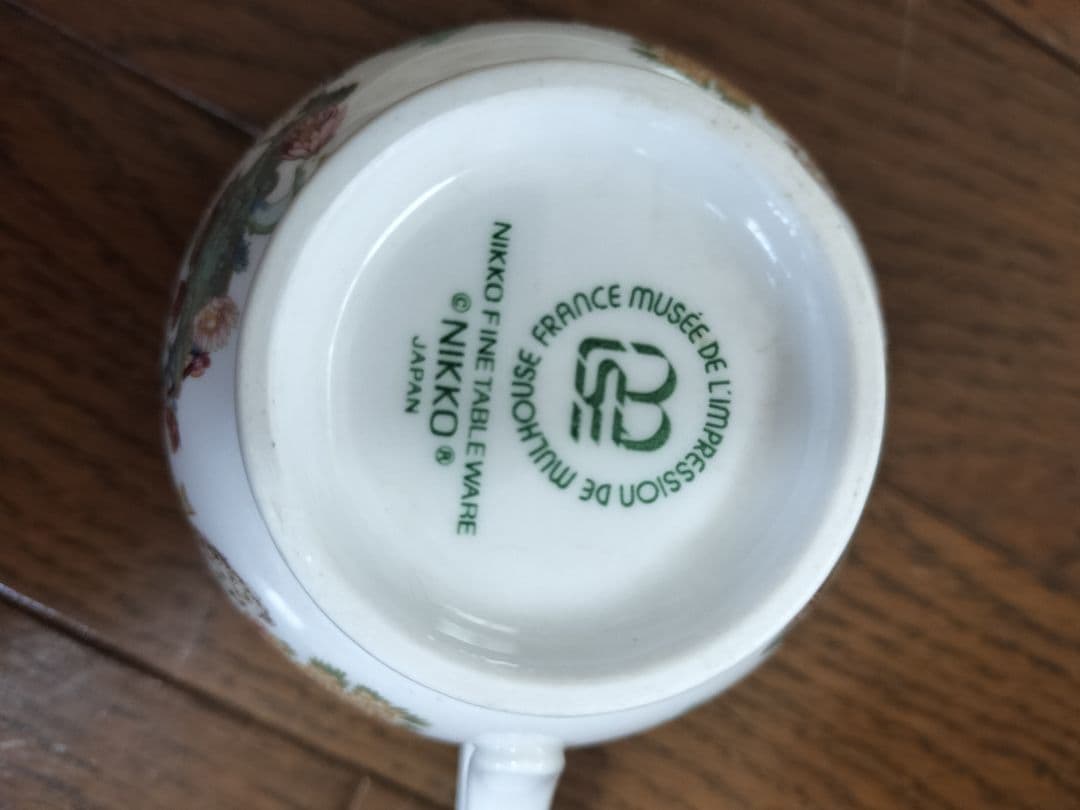 FRANCE MUSÉE DE L'IMPRESSION DE MULHOUSE
NIKKO FINE TABLEWARE
© NIKKO ®
JAPAN